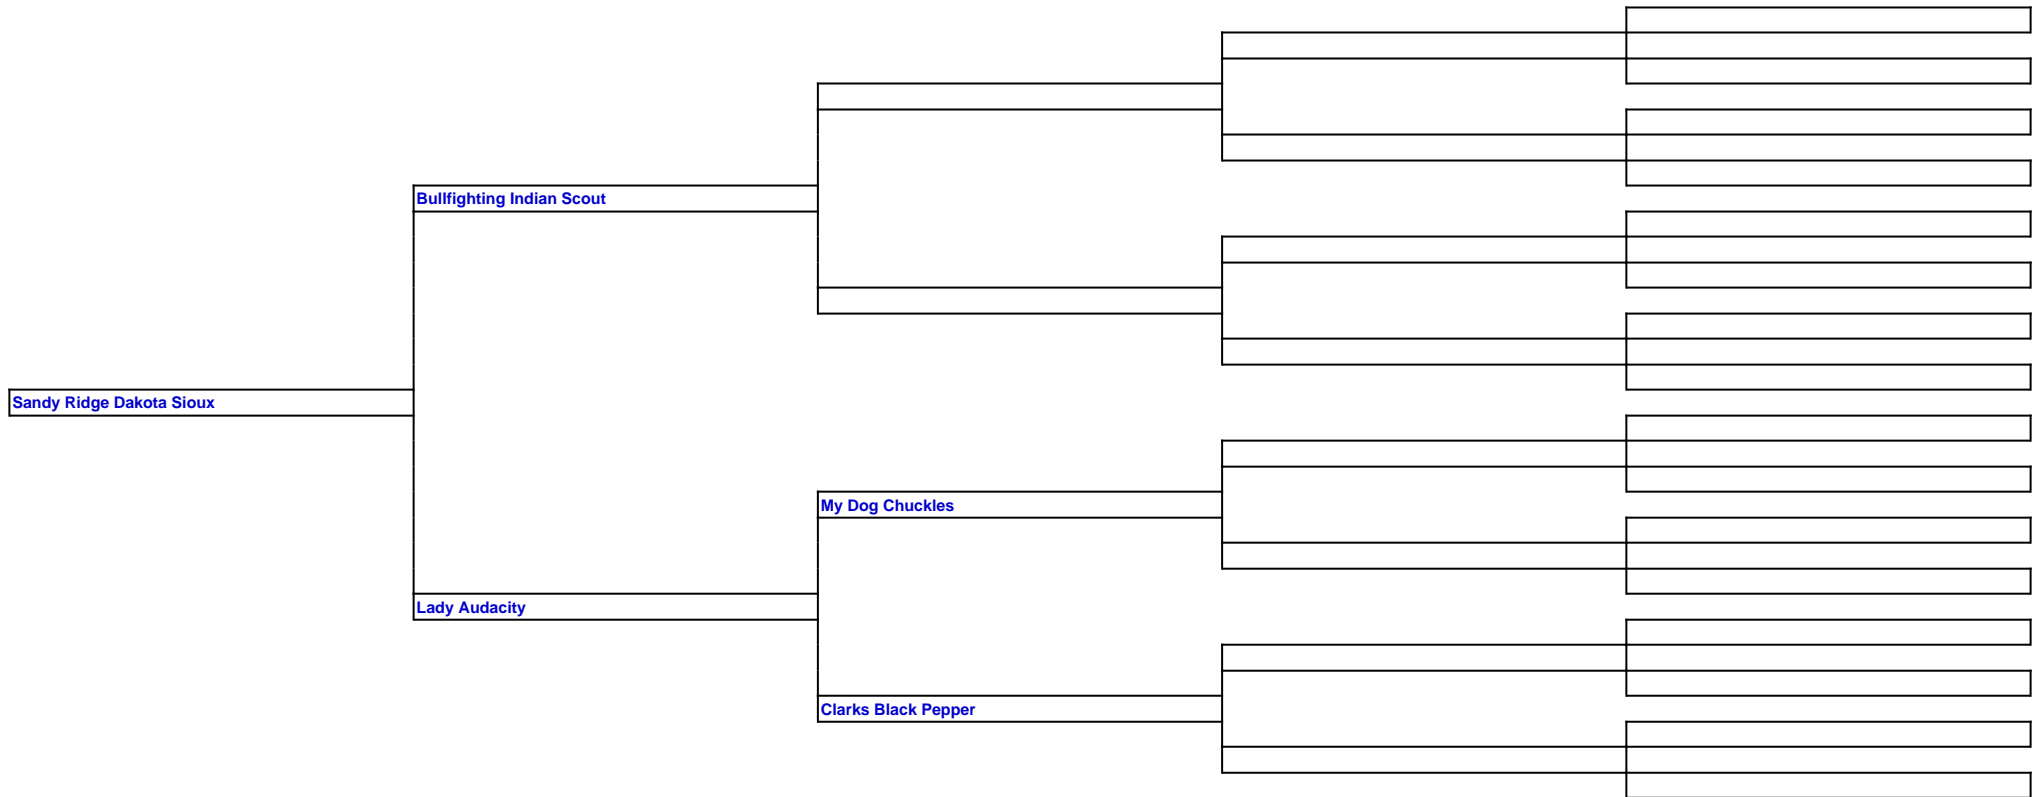 Bullfighting Indian Scout
Sandy Ridge Dakota Sioux
My Dog Chuckles
Lady Audacity
Clarks Black Pepper